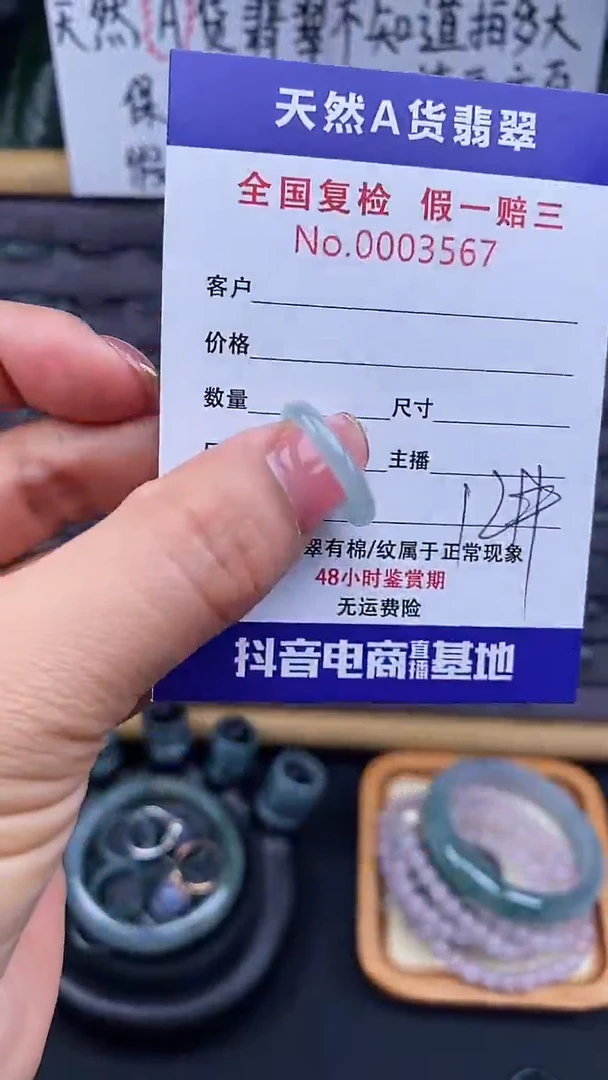 天然A货翡翠不知道拍多大
保
天然A货翡翠
全国复检 假一赔三
No.0003567
客户
价格
数量 尺寸
主播
12#
翠有棉/纹属于正常现象
48小时鉴赏期
无运费险
抖音电商直播基地